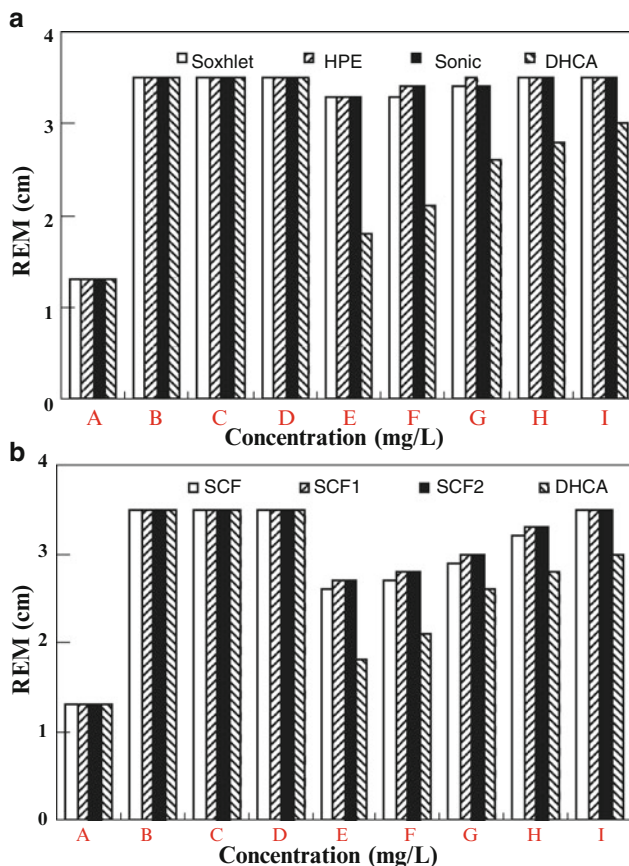 a
4
Soxhlet HPE Sonic DHCA
3
2
1
0
REM (cm)
A B C D E F G H I
Concentration (mg/L)
b
4
SCF SCF1 SCF2 DHCA
3
2
1
0
REM (cm)
A B C D E F G H I
Concentration (mg/L)